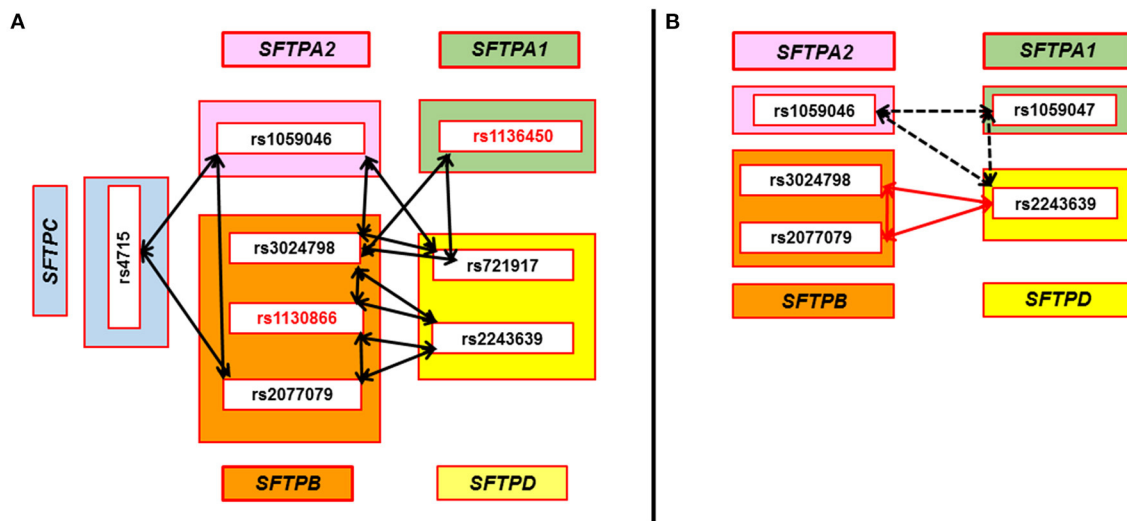 A
SFTPA2
SFTPA1
rs1059046
rs1136450
SFTPC
rs4715
rs3024798
rs721917
rs1130866
rs2243639
rs2077079
SFTPB
SFTPD
B
SFTPA2
SFTPA1
rs1059046
rs1059047
rs3024798
rs2243639
rs2077079
SFTPB
SFTPD